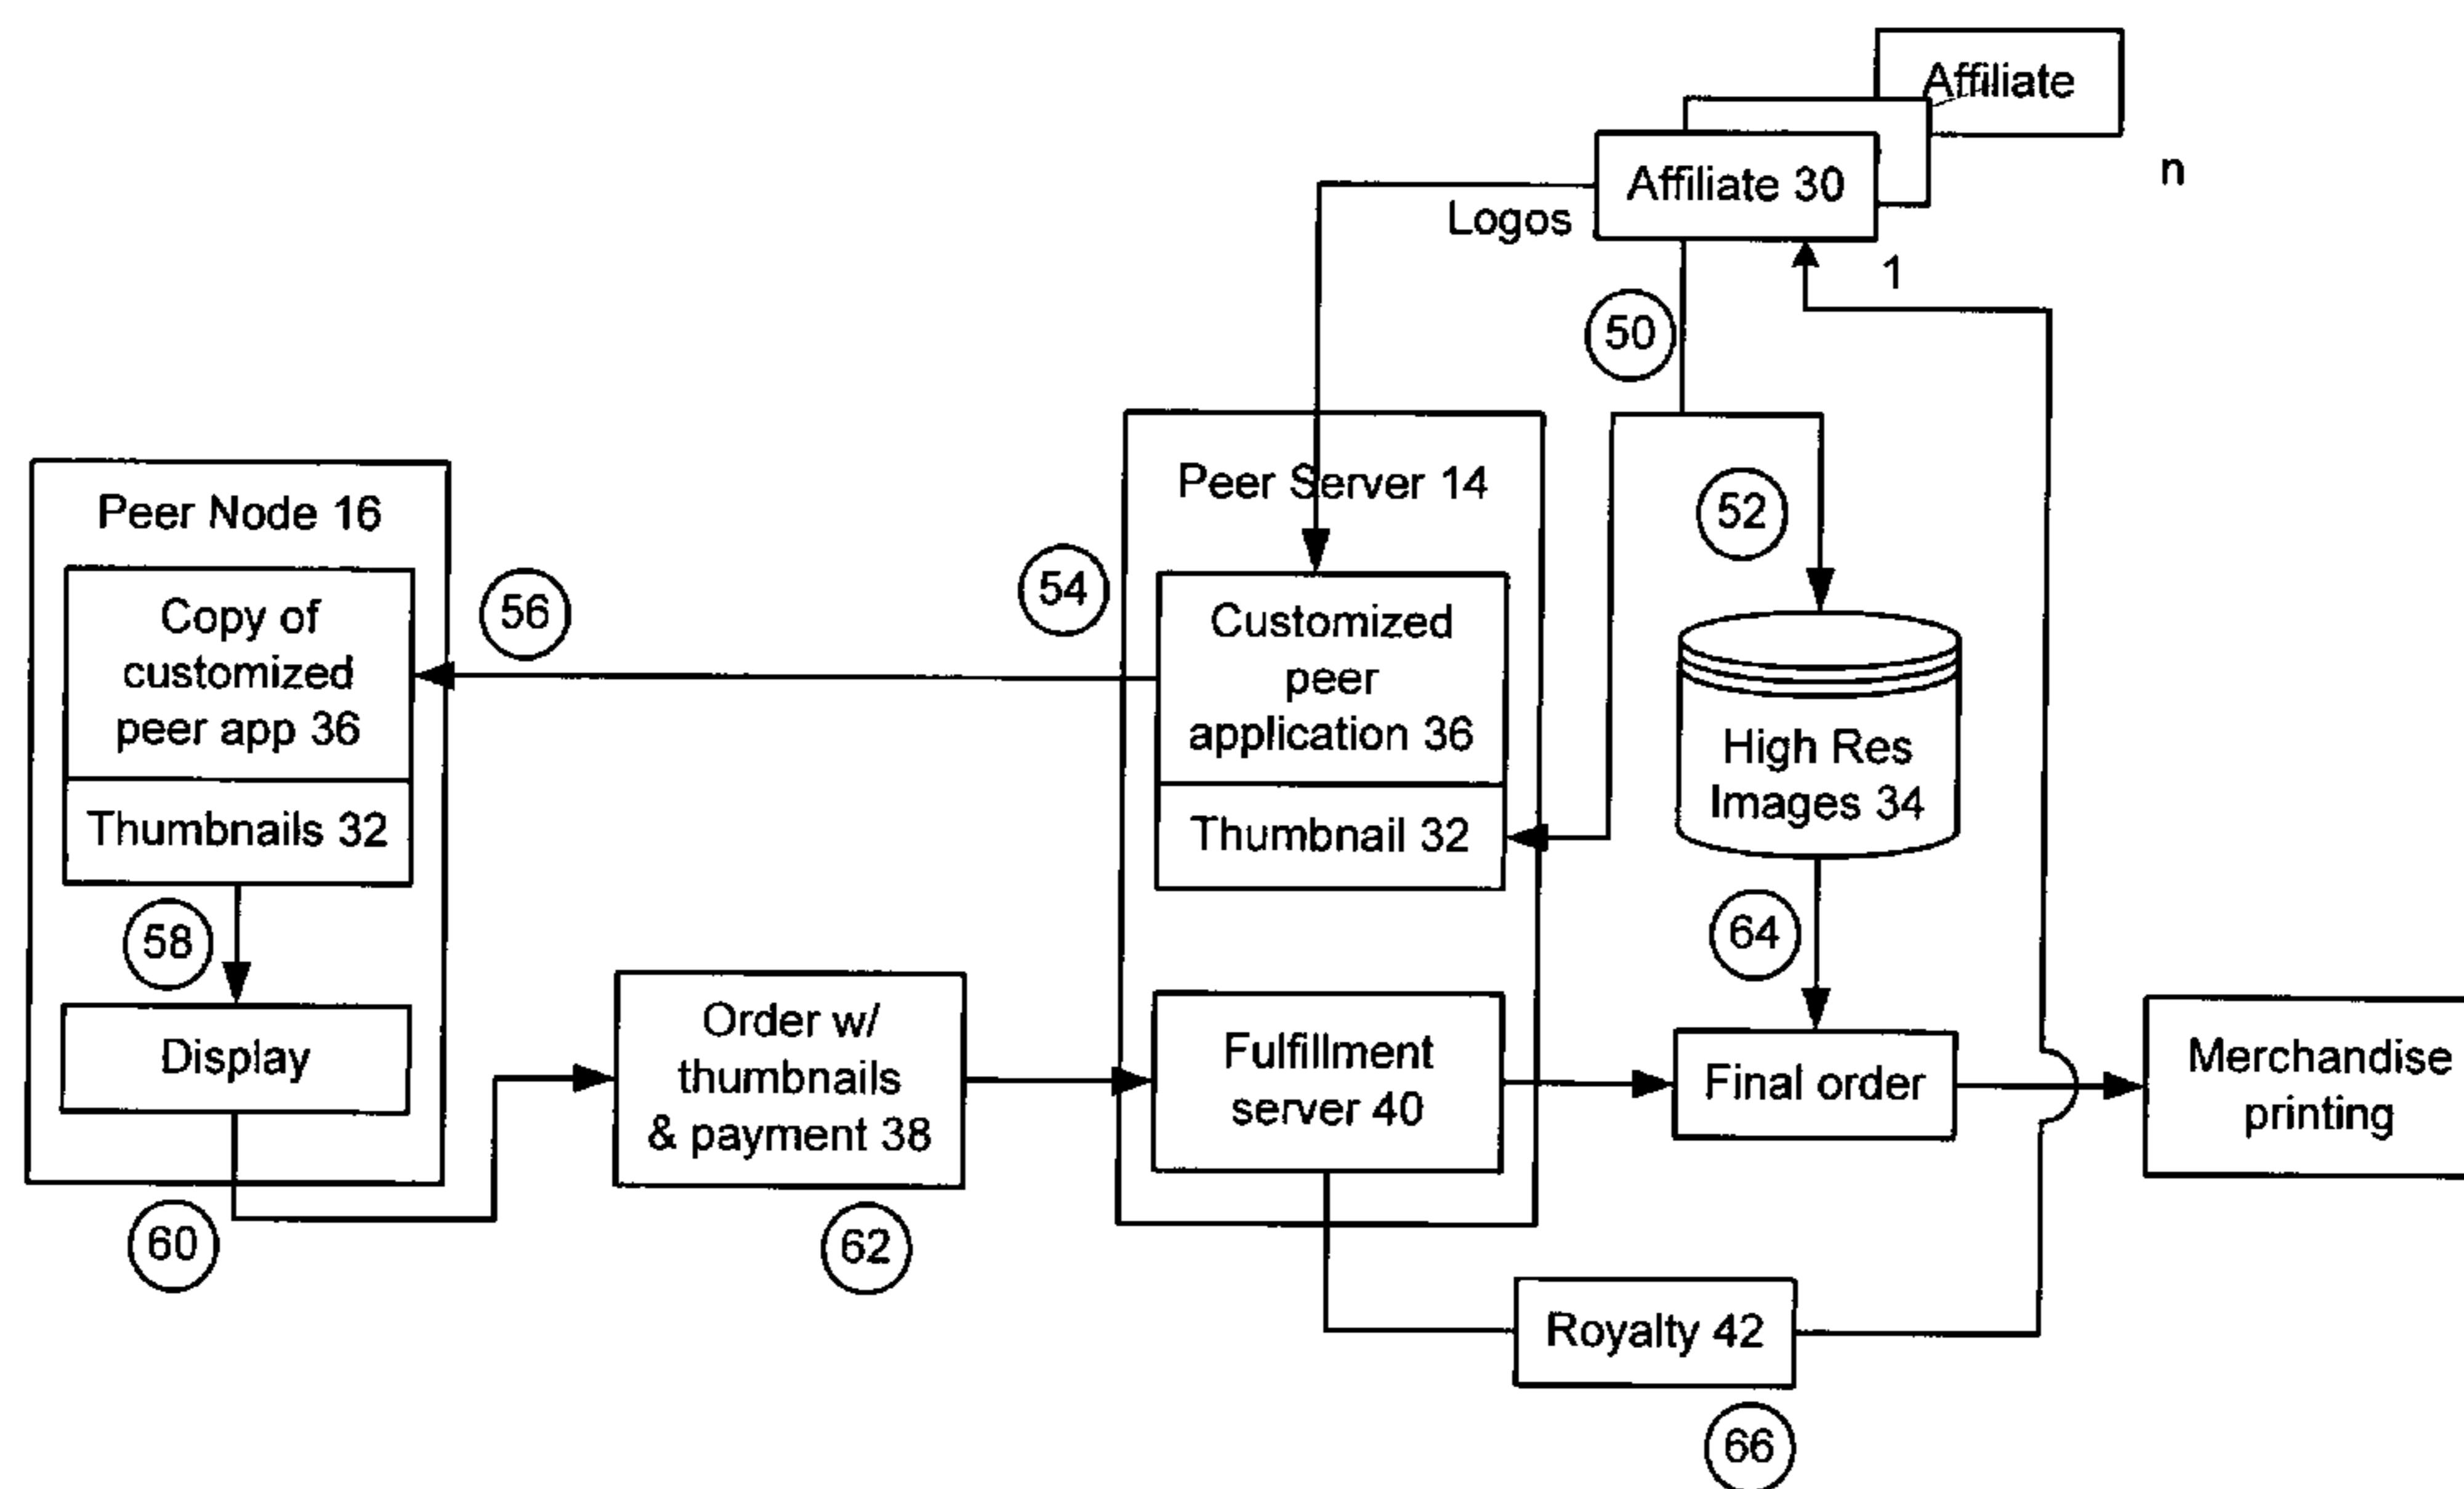 Affiliate
n
Affiliate 30
Logos
1
50
Peer Server 14
52
Peer Node 16
54
56
Copy of
customized
peer app 36
Customized
peer
application 36
High Res
Images 34
Thumbnails 32
Thumbnail 32
58
64
Display
Order w/
thumbnails
& payment 38
Fulfillment
server 40
Final order
Merchandise
printing
60
62
Royalty 42
66